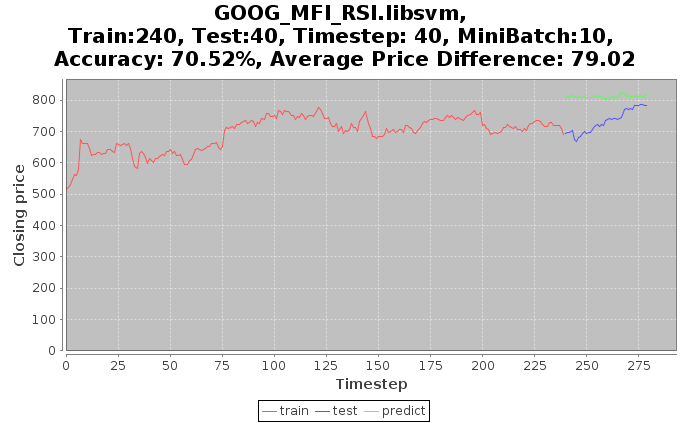 GOOG_MFI_RSI.libsvm,
Train:240, Test:40, Timestep: 40, MiniBatch:10,
Accuracy: 70.52%, Average Price Difference: 79.02
800
700
600
500
400
300
200
100
0
Closing price
0 25 50 75 100 125 150 175 200 225 250 275
Timestep
train test predict